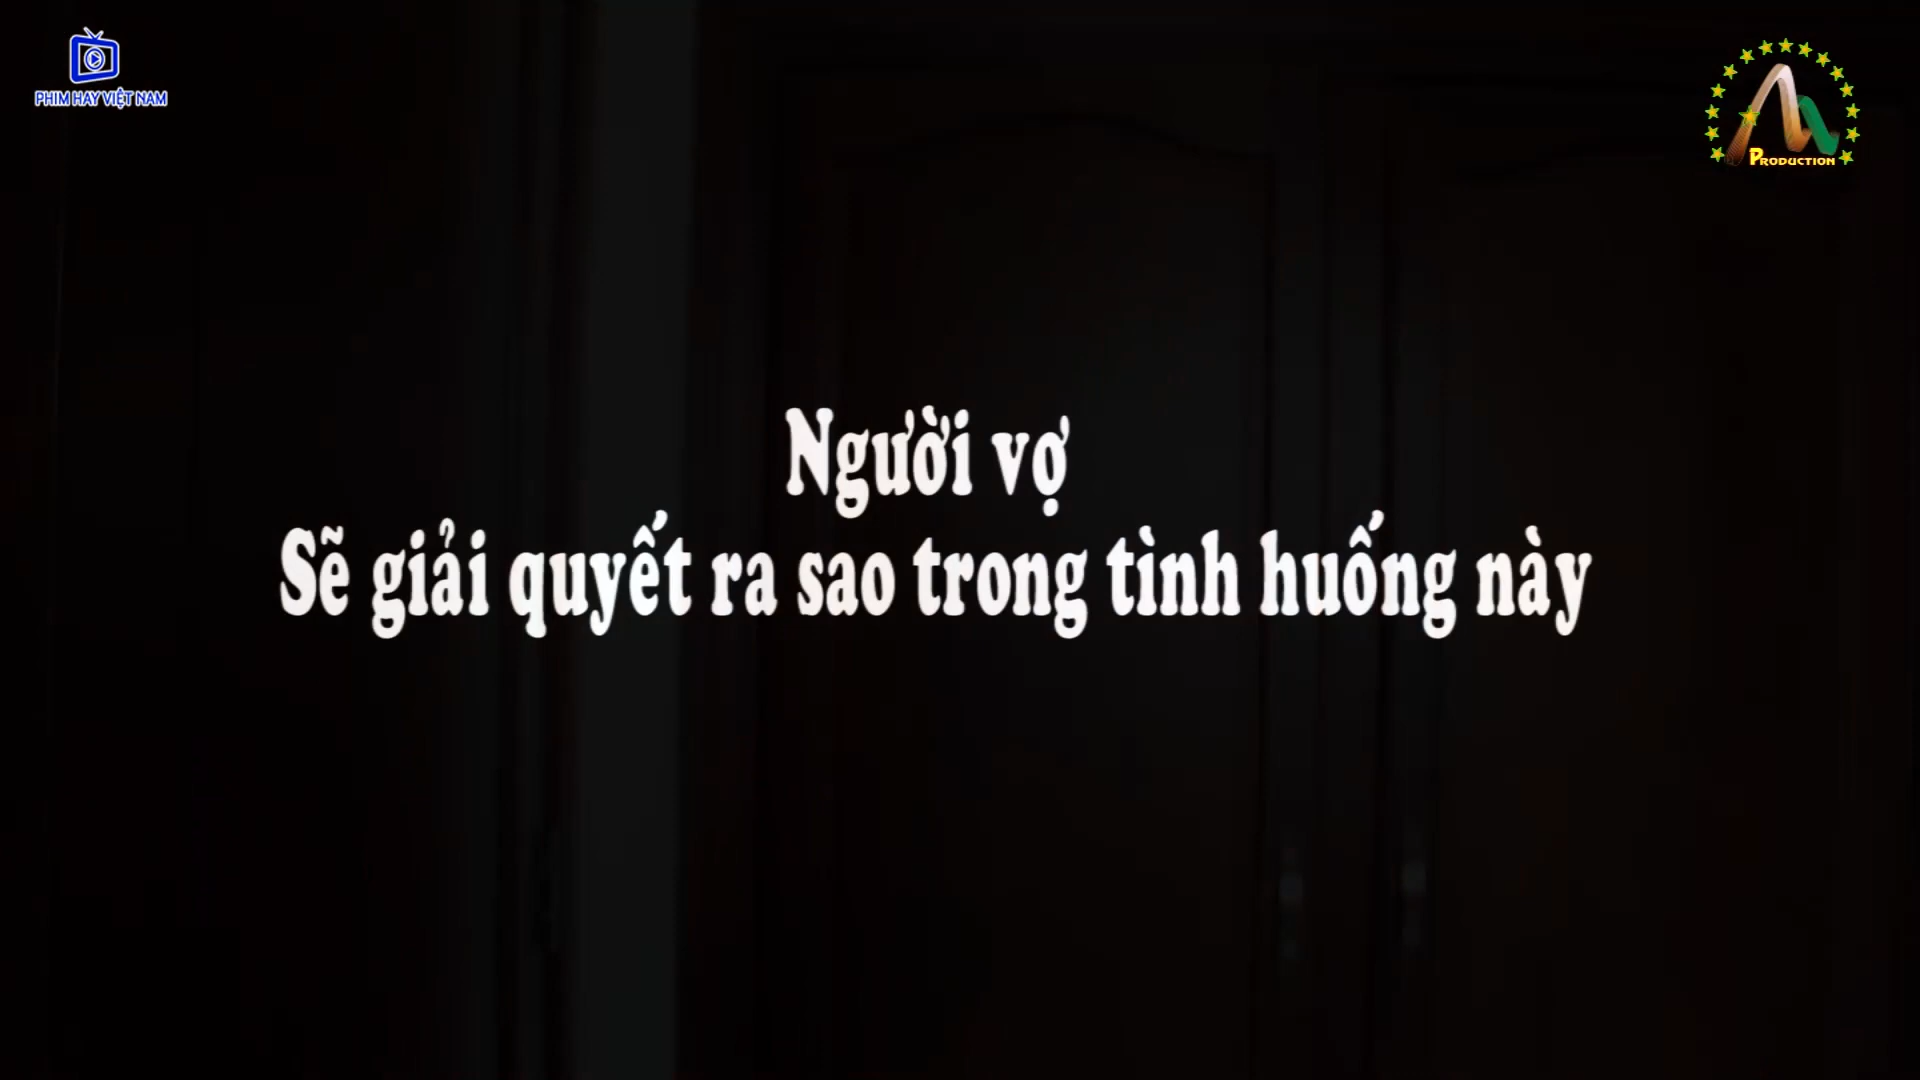 PHIM HAY VIỆT NAM
PRODUCTION
Người vợ
Sẽ giải quyết ra sao trong tình huống này